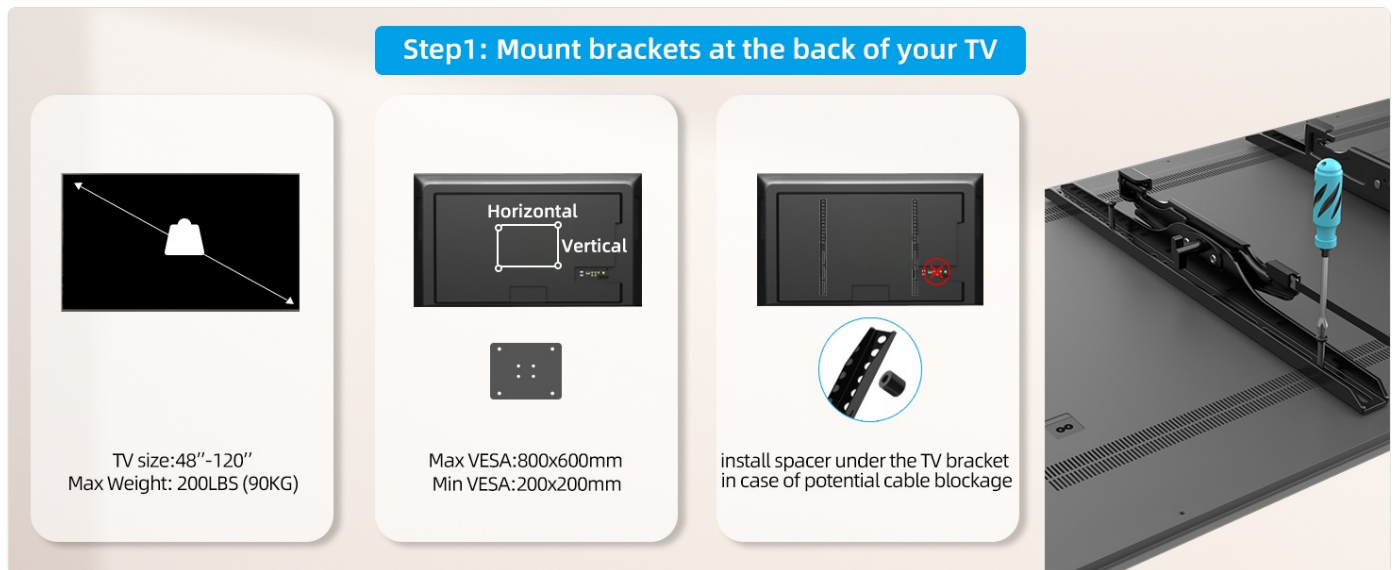 Step1: Mount brackets at the back of your TV
TV size:48''-120''
Max Weight: 200LBS (90KG)
Horizontal
Vertical
Max VESA:800x600mm
Min VESA:200x200mm
install spacer under the TV bracket
in case of potential cable blockage